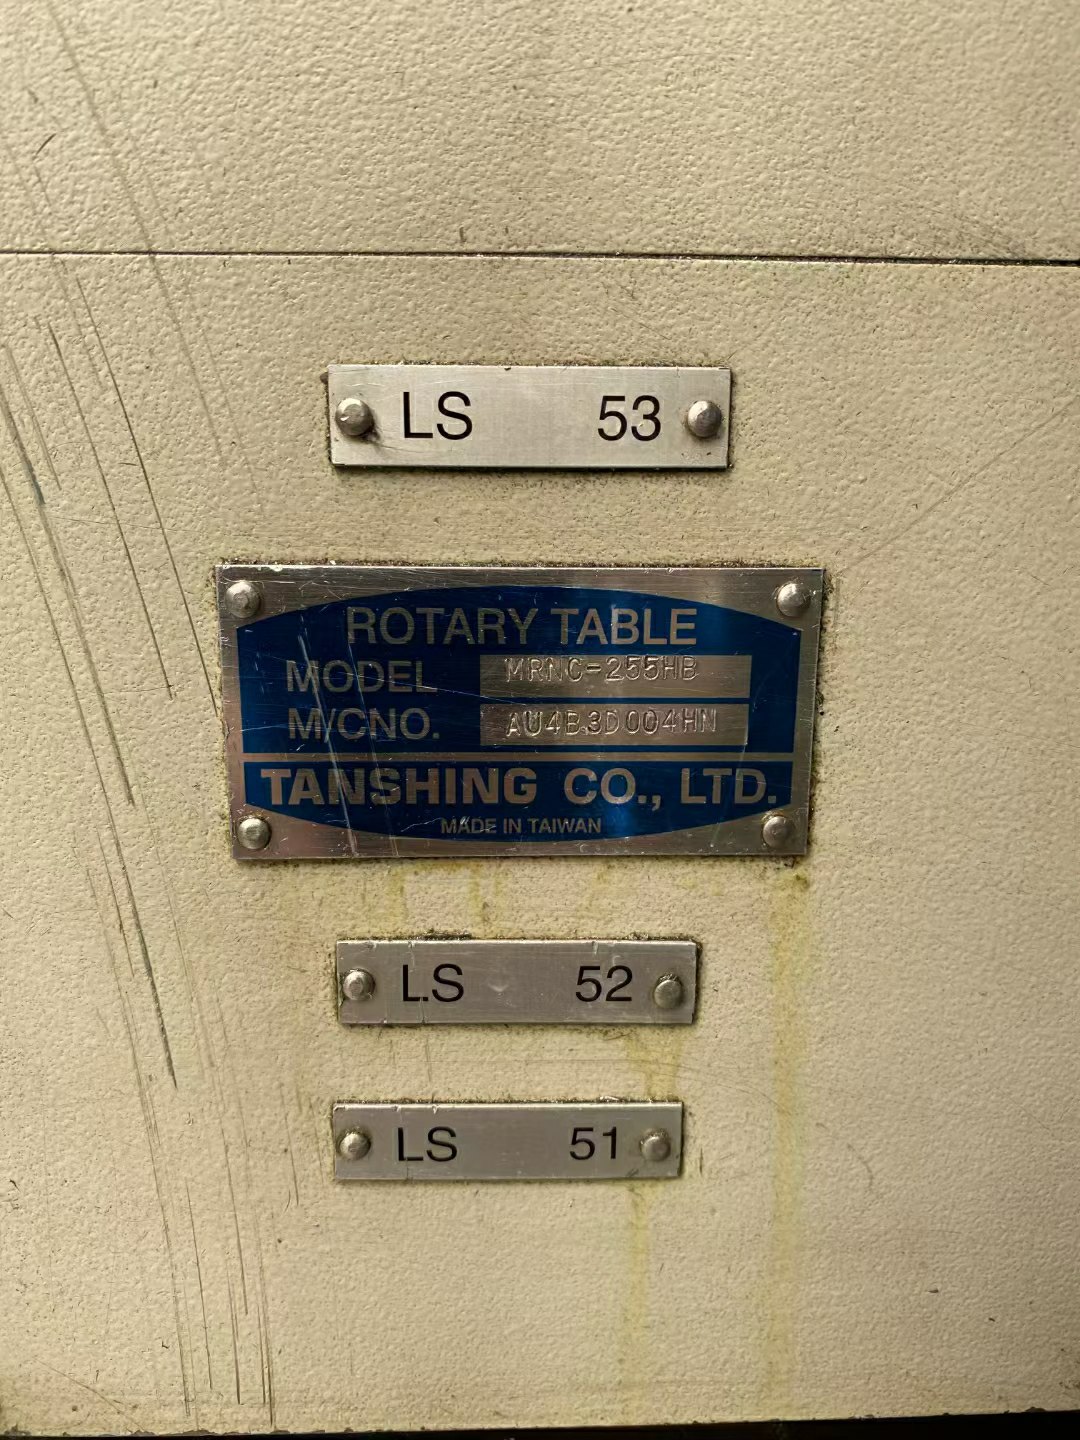 LS 53
ROTARY TABLE
MODEL MRNC-255HB
M/CNO. AU4B3D004HN
TANSHING CO., LTD.
MADE IN TAIWAN
LS 52
LS 51